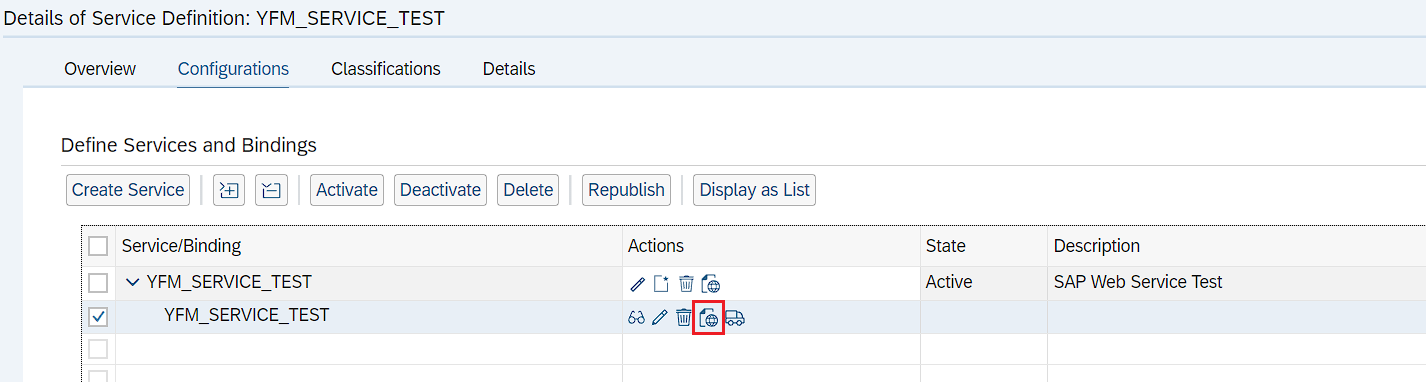 Details of Service Definition: YFM_SERVICE_TEST
Overview Configurations Classifications Details
Define Services and Bindings
Create Service Activate Deactivate Delete Republish Display as List
Service/Binding Actions State Description
YFM_SERVICE_TEST Active SAP Web Service Test
YFM_SERVICE_TEST